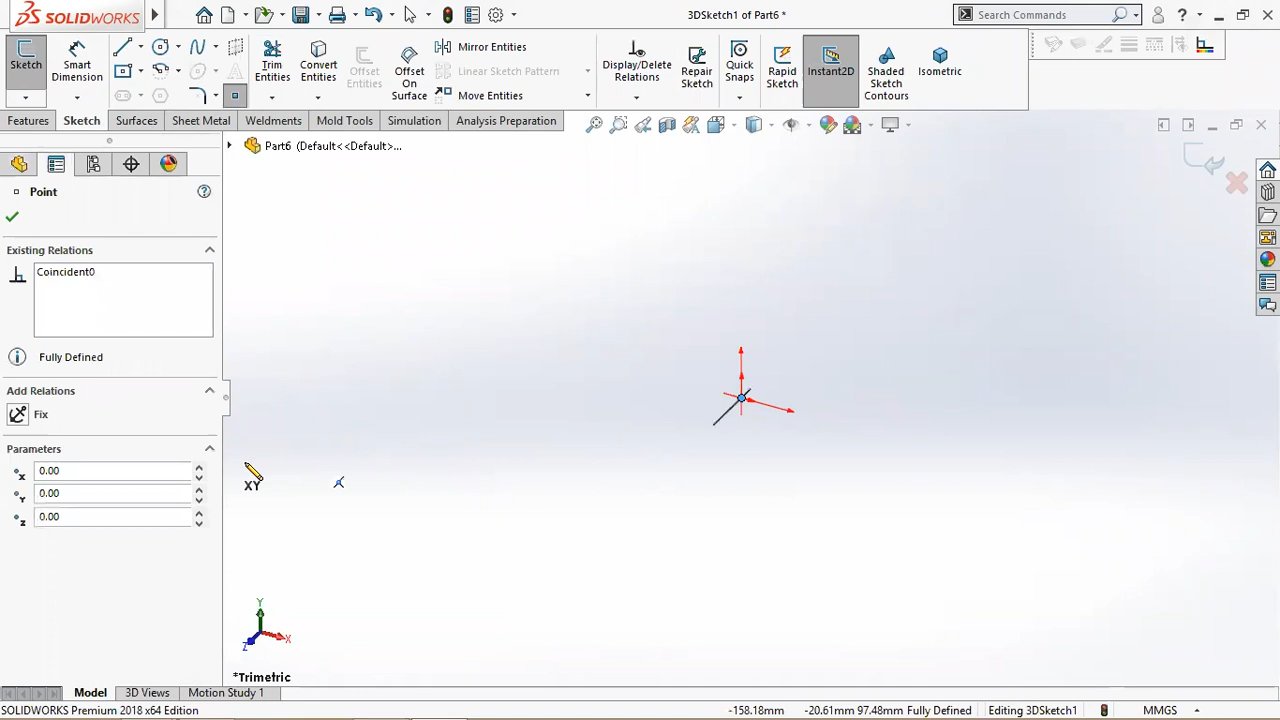 SOLIDWORKS
3DSketch1 of Part6 *
Search Commands
?
Sketch
Smart Dimension
Trim Entities
Convert Entities
Offset Entities
Offset On Surface
Mirror Entities
Linear Sketch Pattern
Move Entities
Display/Delete Relations
Repair Sketch
Quick Snaps
Rapid Sketch
Instant2D
Shaded Sketch Contours
Isometric
Features
Sketch
Surfaces
Sheet Metal
Weldments
Mold Tools
Simulation
Analysis Preparation
Part6 (Default<<Default>...
Point
?
Existing Relations
Coincident0
Fully Defined
Add Relations
Fix
Parameters
X 0.00
Y 0.00
Z 0.00
XY
Y
X
Z
*Trimetric
Model
3D Views
Motion Study 1
SOLIDWORKS Premium 2018 x64 Edition
-158.18mm
-20.61mm 97.48mm Fully Defined
Editing 3DSketch1
MMGS